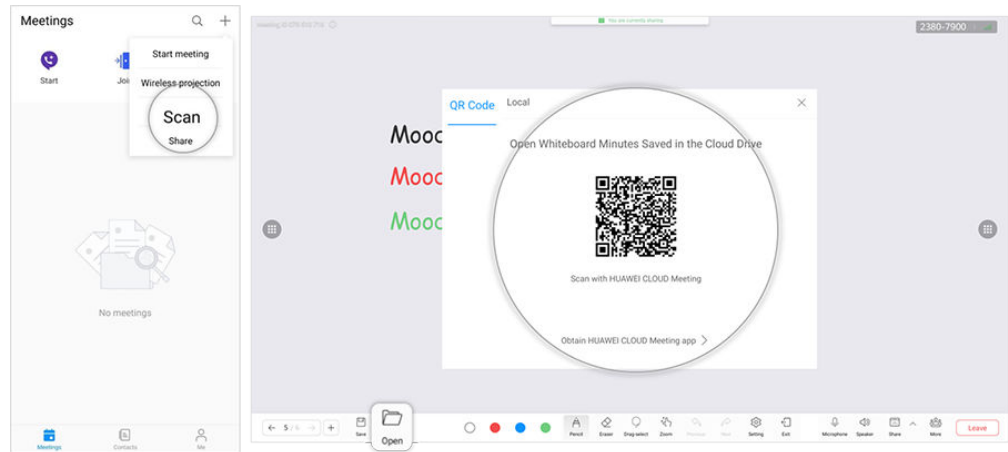 Meetings
Start
Join
Start meeting
Wireless projection
Scan
Share
No meetings
Meetings
Contacts
Me
You are currently sharing
2380-7900
QR Code
Local
Open Whiteboard Minutes Saved in the Cloud Drive
Scan with HUAWEI CLOUD Meeting
Obtain HUAWEI CLOUD Meeting app
Mooc
Mooc
Mooc
5/6
Save
Open
Pencil
Eraser
Drag-select
Zoom
Previous
Next
Setting
Exit
Microphone
Speaker
Share
More
Leave